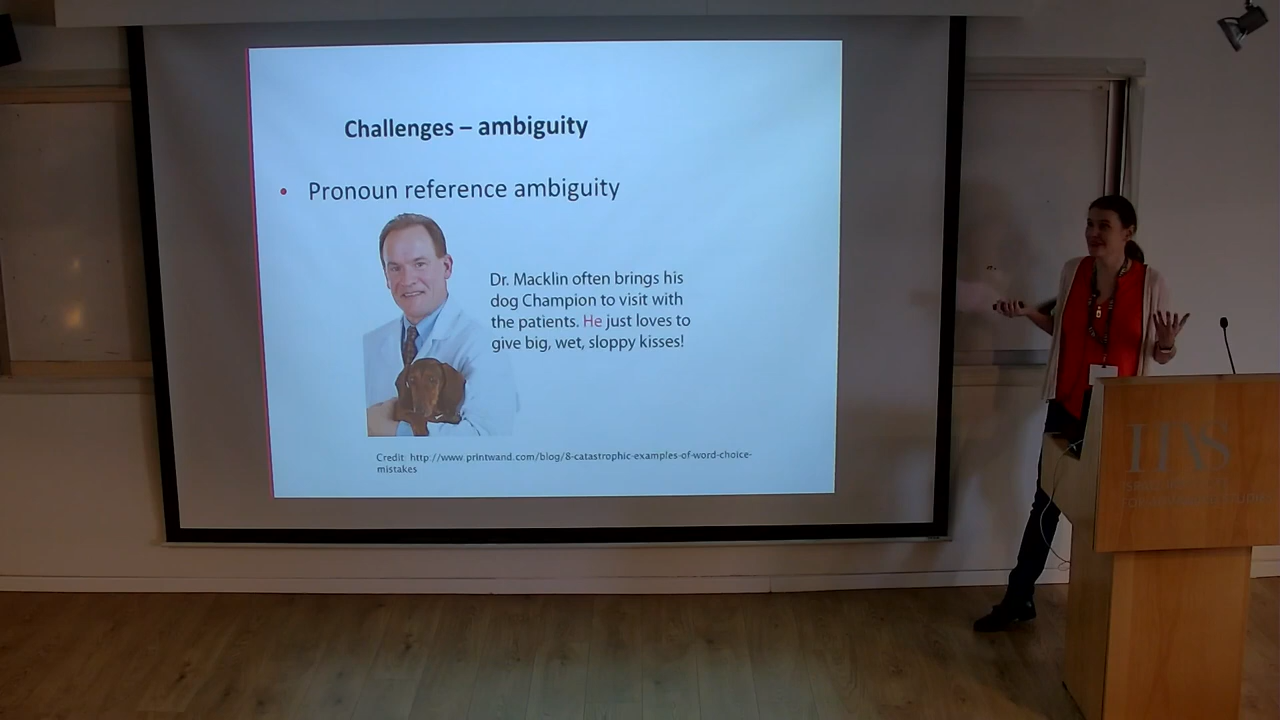 Challenges – ambiguity
• Pronoun reference ambiguity
Dr. Macklin often brings his
dog Champion to visit with
the patients. He just loves to
give big, wet, sloppy kisses!
Credit: http://www.printwand.com/blog/8-catastrophic-examples-of-word-choice-
mistakes
IIAS